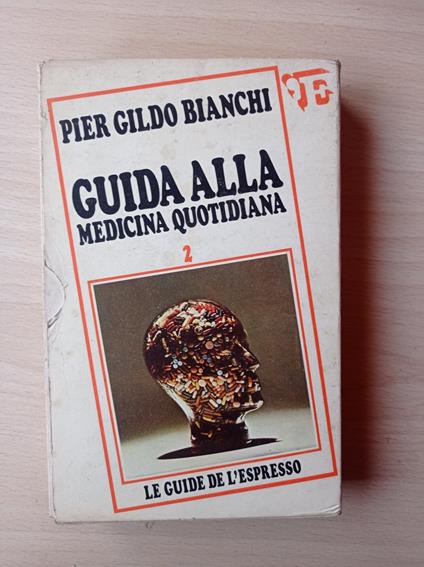 PIER GILDO BIANCHI
GUIDA ALLA
MEDICINA QUOTIDIANA
2
LE GUIDE DE L'ESPRESSO